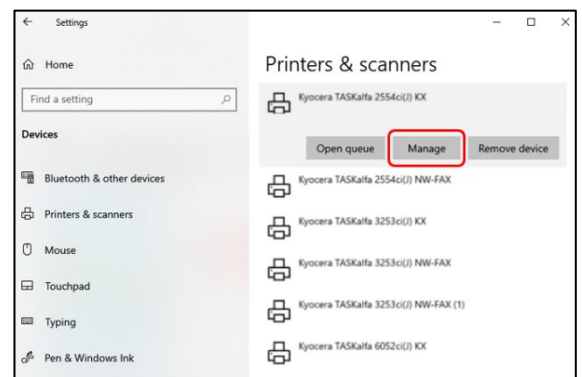 Settings
Home
Find a setting
Devices
Bluetooth & other devices
Printers & scanners
Mouse
Touchpad
Typing
Pen & Windows Ink
Printers & scanners
Kyocera TASKalfa 2554ci(J) KX
Open queue Manage Remove device
Kyocera TASKalfa 2554ci(J) NW-FAX
Kyocera TASKalfa 3253ci(J) KX
Kyocera TASKalfa 3253ci(J) NW-FAX
Kyocera TASKalfa 3253ci(J) NW-FAX (1)
Kyocera TASKalfa 6052ci(J) KX